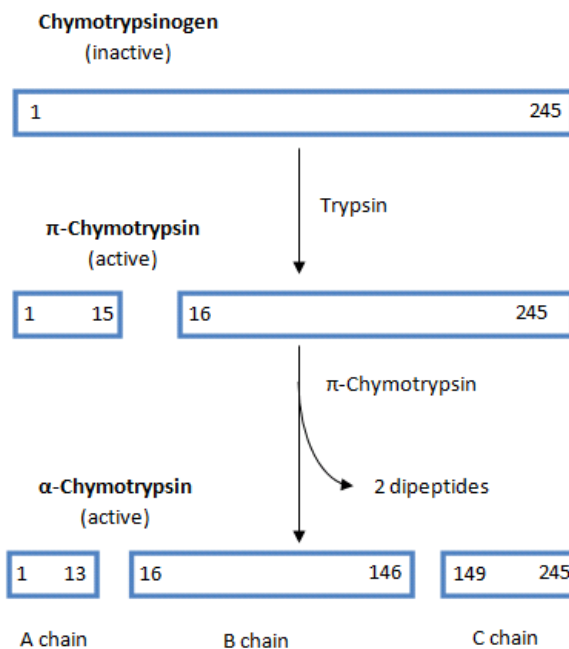 Chymotrypsinogen
(inactive)
1 245
Trypsin
π-Chymotrypsin
(active)
1 15 16 245
π-Chymotrypsin
2 dipeptides
α-Chymotrypsin
(active)
1 13 16 146 149 245
A chain B chain C chain